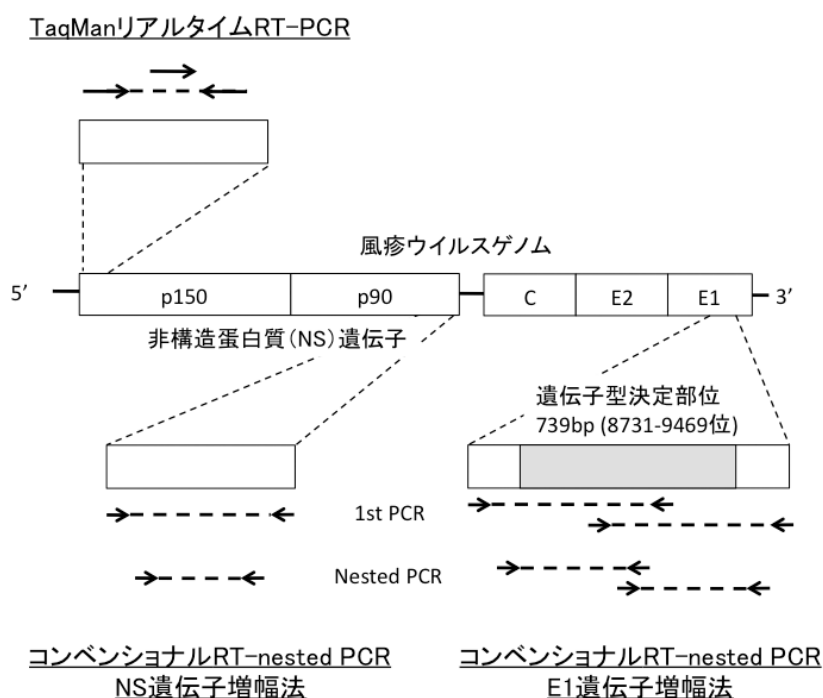 TaqManリアルタイムRT-PCR
風疹ウイルスゲノム
5' p150 p90 C E2 E1 3'
非構造蛋白質(NS)遺伝子
遺伝子型決定部位
739bp (8731-9469位)
1st PCR
Nested PCR
コンベンショナルRT-nested PCR
NS遺伝子増幅法
コンベンショナルRT-nested PCR
E1遺伝子増幅法